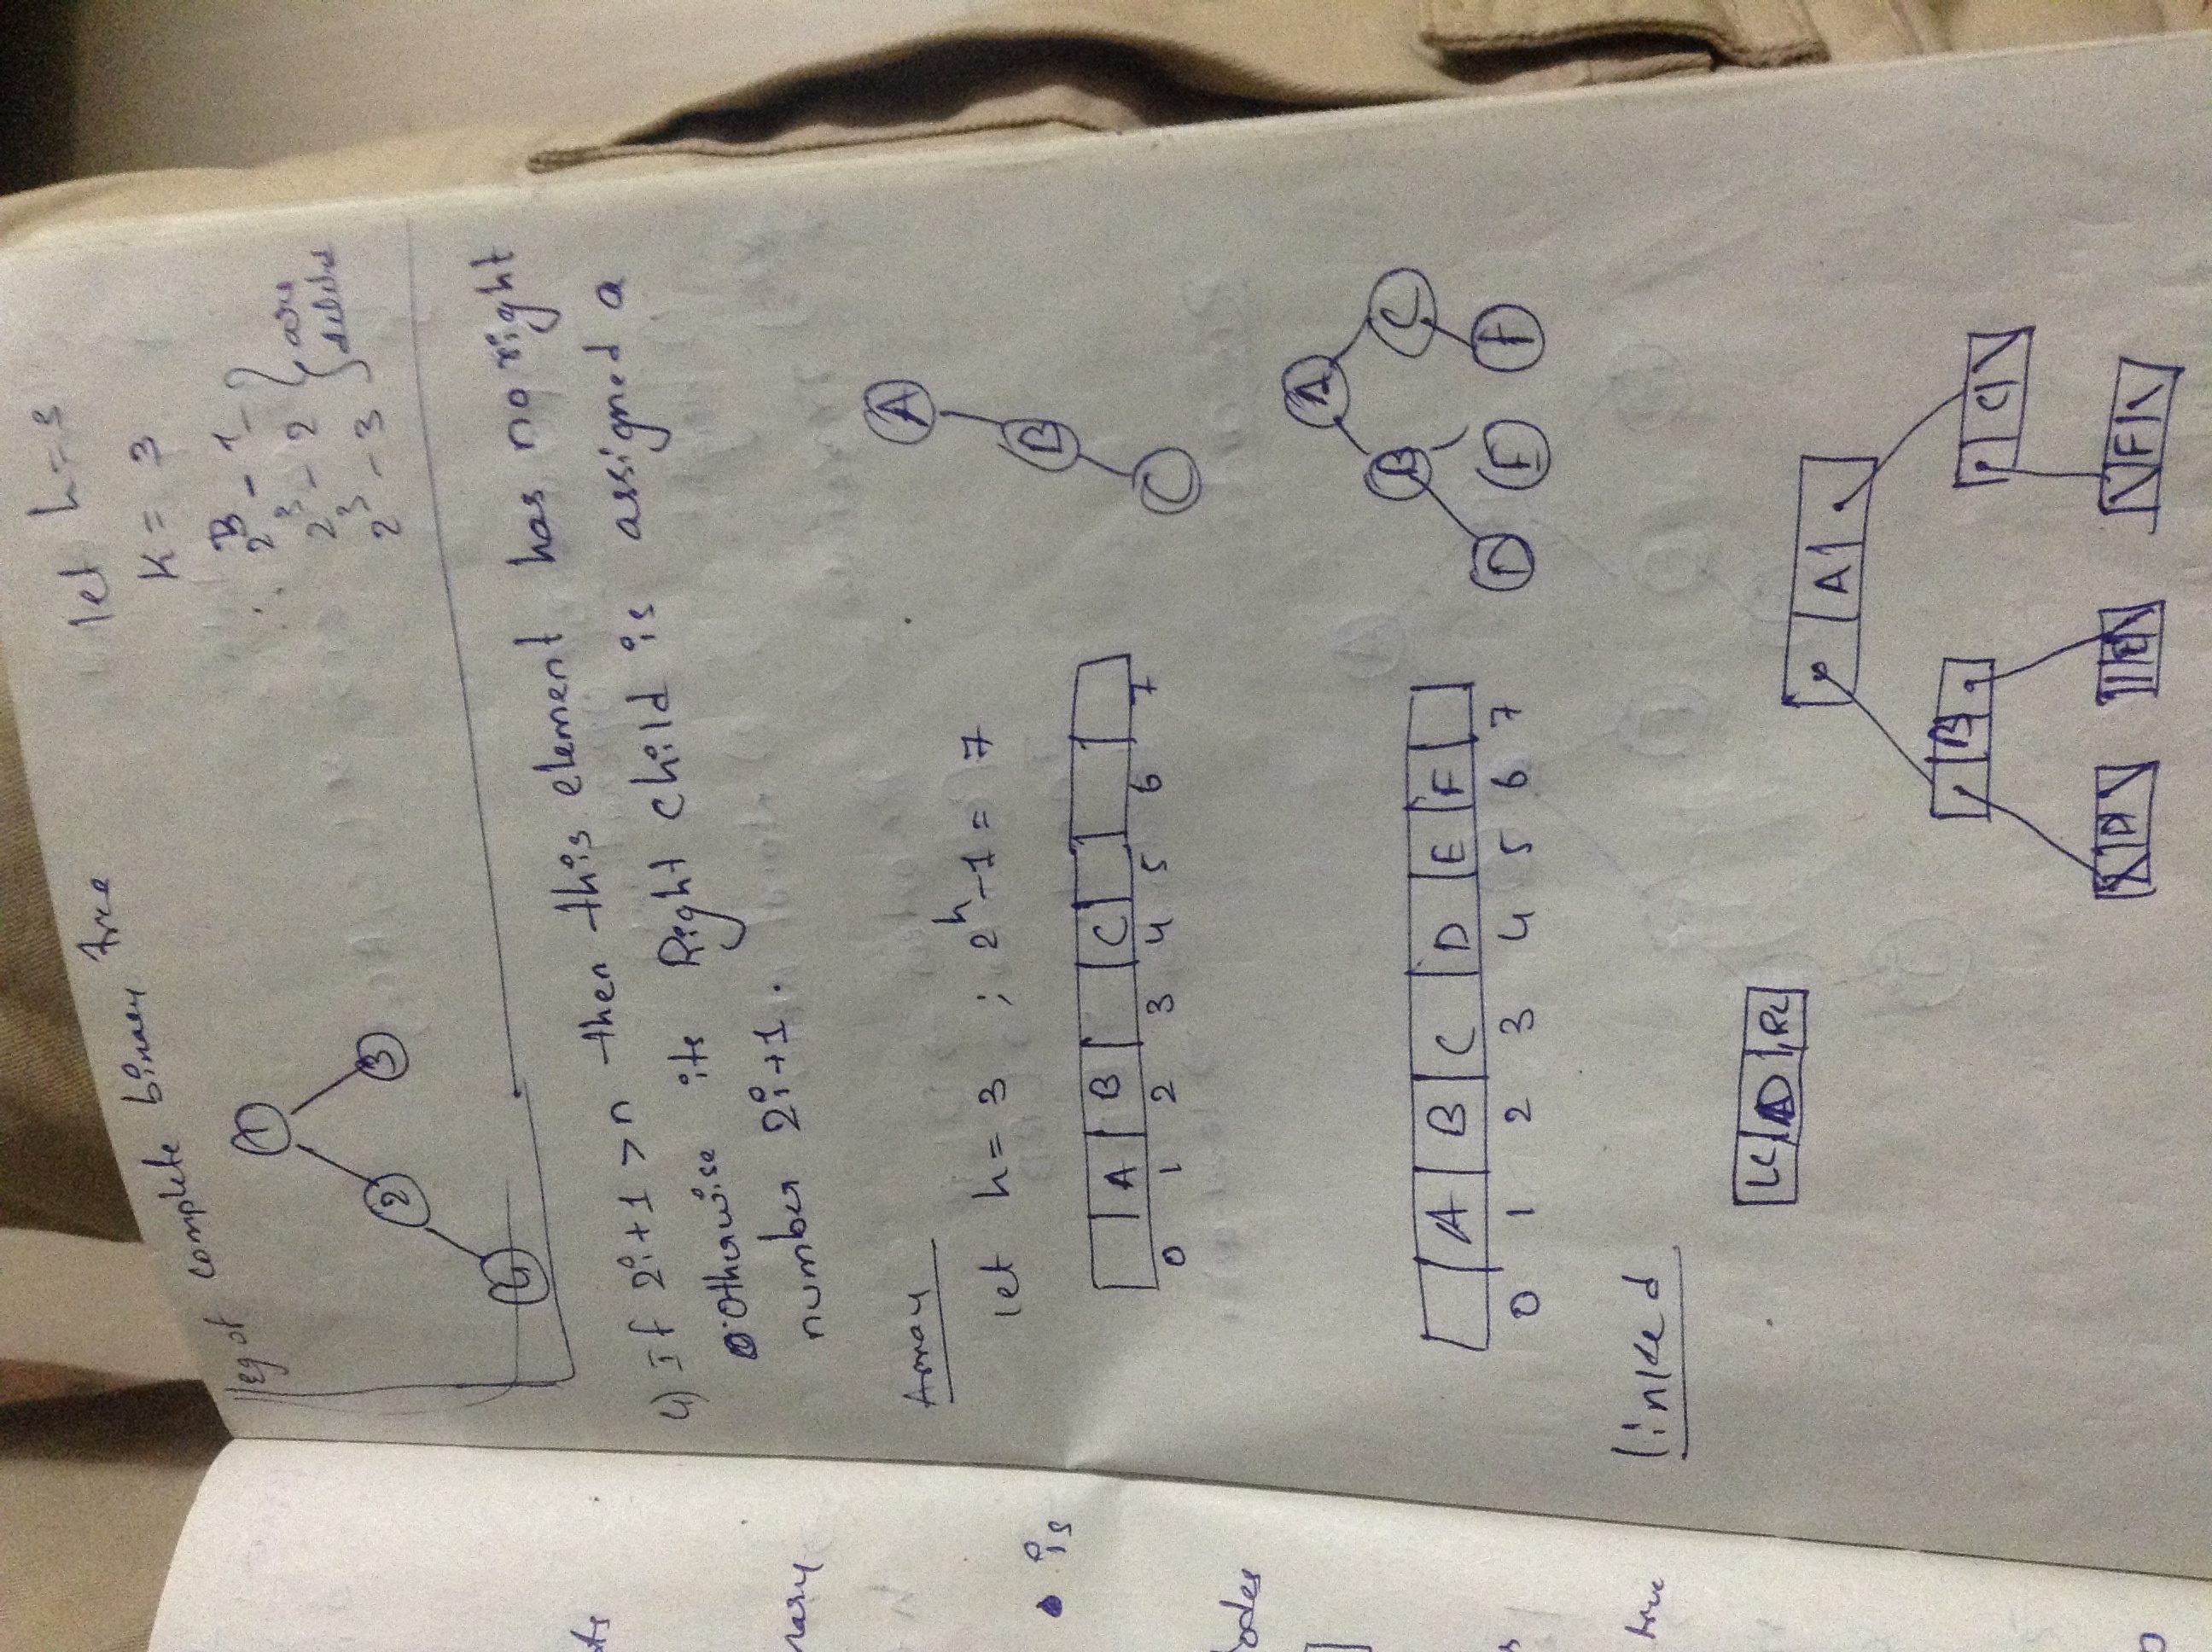 ts
nary
is
odes
s
tree
eg of complete binary tree
1
2
3
4
let h = 3
K = 3
2^3 - 1
2^3 - 2
2^3 - 3
are
4) If 2i+1 > n then this element has no right
Otherwise its Right child is assigned a
number 2i+1.
Array
let h = 3 ; 2^h - 1 = 7
A B C
0 1 2 3 4 5 6 7
A
B
C
A B C D E F
0 1 2 3 4 5 6 7
A
B C
D E F
linked
LC D RC
A
B C
D E F